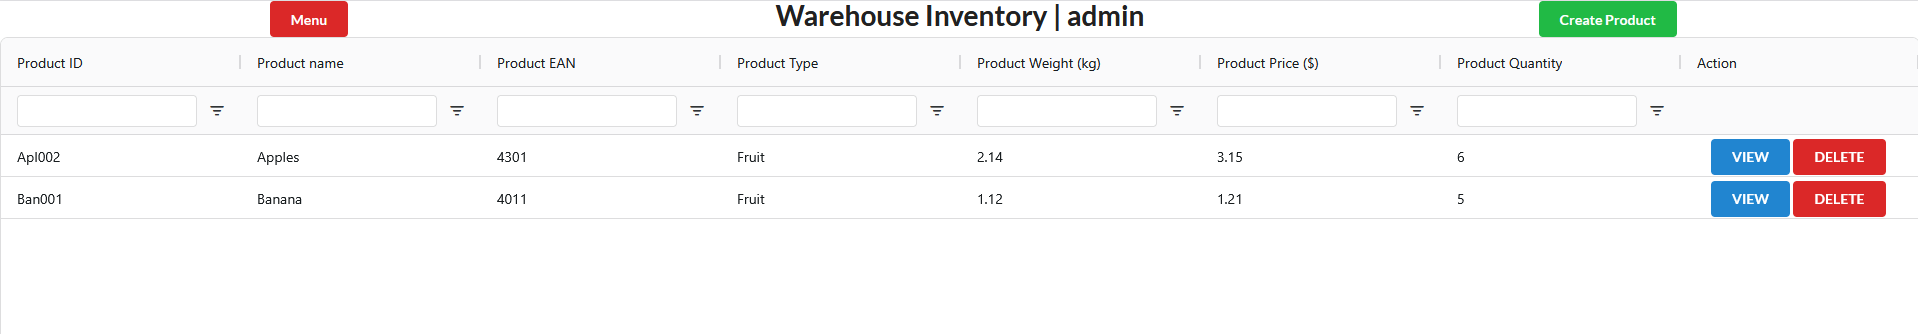 Menu Warehouse Inventory | admin Create Product
Product ID Product name Product EAN Product Type Product Weight (kg) Product Price ($) Product Quantity Action
Apl002 Apples 4301 Fruit 2.14 3.15 6 VIEW DELETE
Ban001 Banana 4011 Fruit 1.12 1.21 5 VIEW DELETE